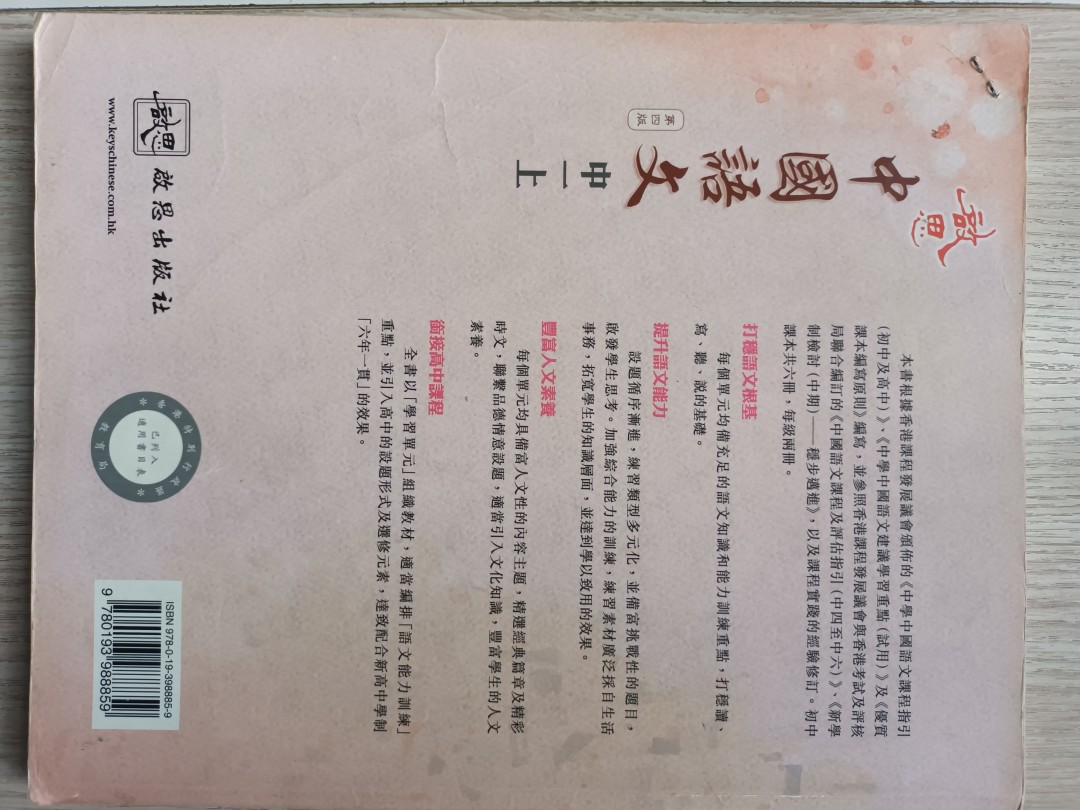 啟思
中國語文
第四版
中一上
本書根據香港課程發展議會頒佈的《中學中國語文課程指引
(初中及高中)》、《中學中國語文建議學習重點(試用)》及《優質
課本編寫原則》編寫,並參照香港課程發展議會與香港考試及評核
局聯合編訂的《中國語文課程及評估指引(中四至中六)》、《新學
制檢討(中期)——穩步邁進》,以及課程實踐的經驗修訂。初中
課本共六冊,每級兩冊。
打穩語文根基
每個單元均備充足的語文知識和能力訓練重點,打穩讀、
寫、聽、說的基礎。
提升語文能力
設題循序漸進,練習類型多元化,並備富挑戰性的題目,
啟發學生思考。加強綜合能力的訓練,練習素材廣泛採自生活
事務,拓寬學生的知識層面,並達到學以致用的效果。
豐富人文素養
每個單元均具備富人文性的內容主題,精選經典篇章及精彩
時文,聯繫品德情意設題,適當引入文化知識,豐富學生的人文
素養。
銜接高中課程
全書以「學習單元」組織教材,適當編排「語文能力訓練」
重點,並引入高中的設題形式及選修元素,達致配合新高中學制
「六年一貫」的效果。
啟思
啟思出版社
www.keyschinese.com.hk
已列入
適用書目表
教育局
ISBN 978-0-19-398885-9
9 780193 988859